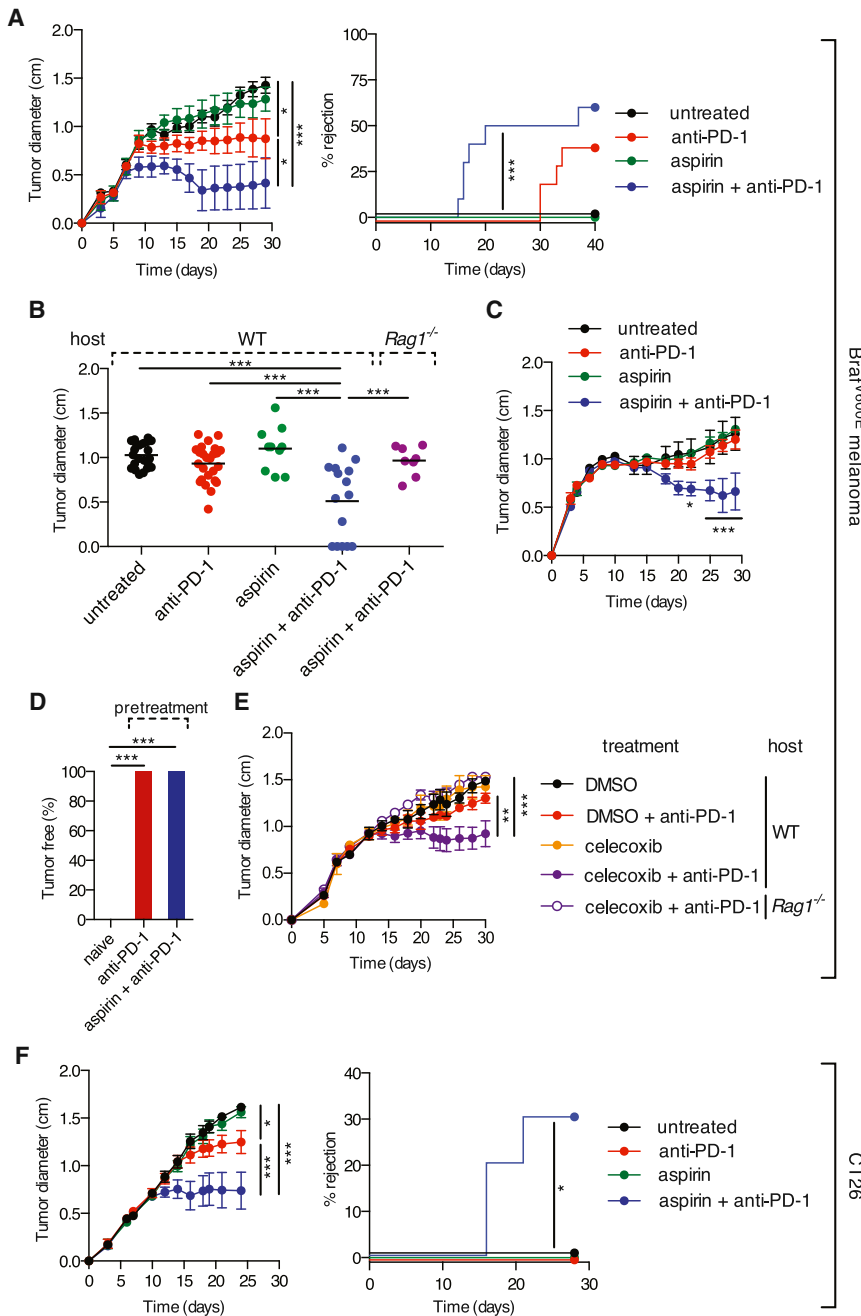 A
Tumor diameter (cm)
2.0
1.5
1.0
0.5
0.0
0 5 10 15 20 25 30
Time (days)
*
*
***
% rejection
100
75
50
25
0
0 10 20 30 40
Time (days)
***
untreated
anti-PD-1
aspirin
aspirin + anti-PD-1
B
host WT Rag1-/-
***
***
*** ***
Tumor diameter (cm)
2.0
1.5
1.0
0.5
0.0
untreated
anti-PD-1
aspirin
aspirin + anti-PD-1
aspirin + anti-PD-1
C
untreated
anti-PD-1
aspirin
aspirin + anti-PD-1
Tumor diameter (cm)
2.0
1.5
1.0
0.5
0.0
0 5 10 15 20 25 30
Time (days)
*
***
BrafV600E melanoma
D
pretreatment
***
***
Tumor free (%)
100
80
60
40
20
0
naive
anti-PD-1
aspirin + anti-PD-1
E
Tumor diameter (cm)
2.0
1.5
1.0
0.5
0.0
0 5 10 15 20 25 30
Time (days)
**
***
treatment host
DMSO
DMSO + anti-PD-1
celecoxib
celecoxib + anti-PD-1
WT
celecoxib + anti-PD-1 Rag1-/-
F
Tumor diameter (cm)
2.0
1.5
1.0
0.5
0.0
0 5 10 15 20 25 30
Time (days)
*
***
***
% rejection
40
30
20
10
0
0 10 20 30
Time (days)
*
untreated
anti-PD-1
aspirin
aspirin + anti-PD-1
CT26